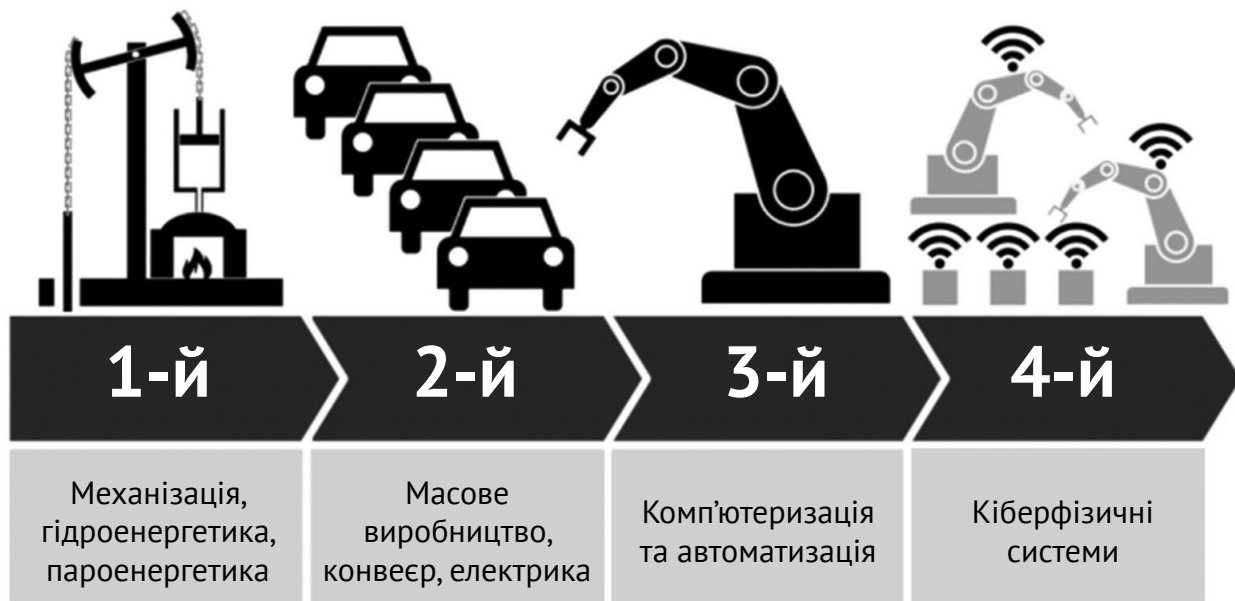 1-й
2-й
3-й
4-й
Механізація,
гідроенергетика,
пароенергетика
Масове
виробництво,
конвеєр, електрика
Комп’ютеризація
та автоматизація
Кіберфізичні
системи